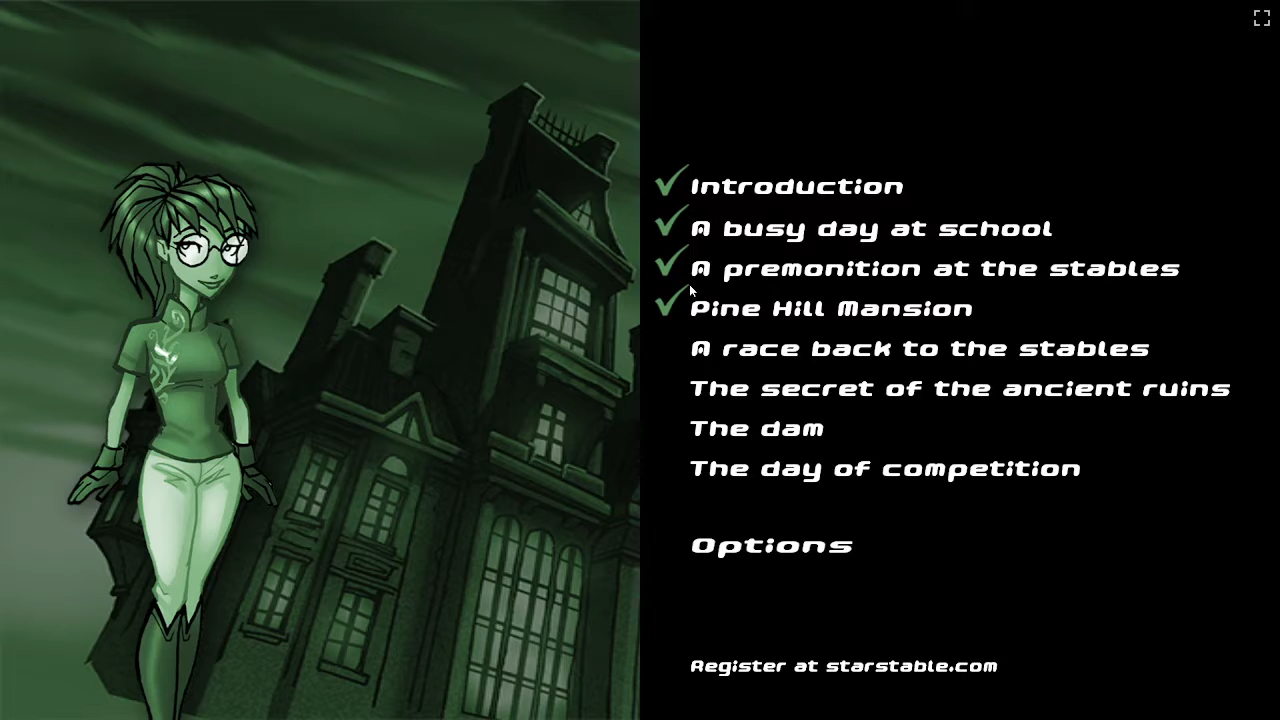 Introduction
A busy day at school
A premonition at the stables
Pine Hill Mansion
A race back to the stables
The secret of the ancient ruins
The dam
The day of competition
Options
Register at starstable.com